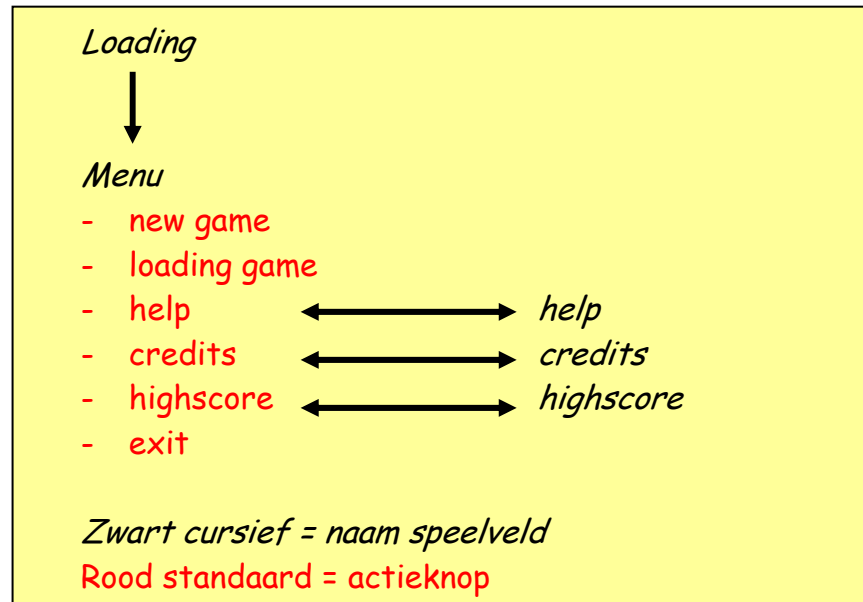 Loading
Menu
- new game
- loading game
- help help
- credits credits
- highscore highscore
- exit
Zwart cursief = naam speelveld
Rood standaard = actieknop